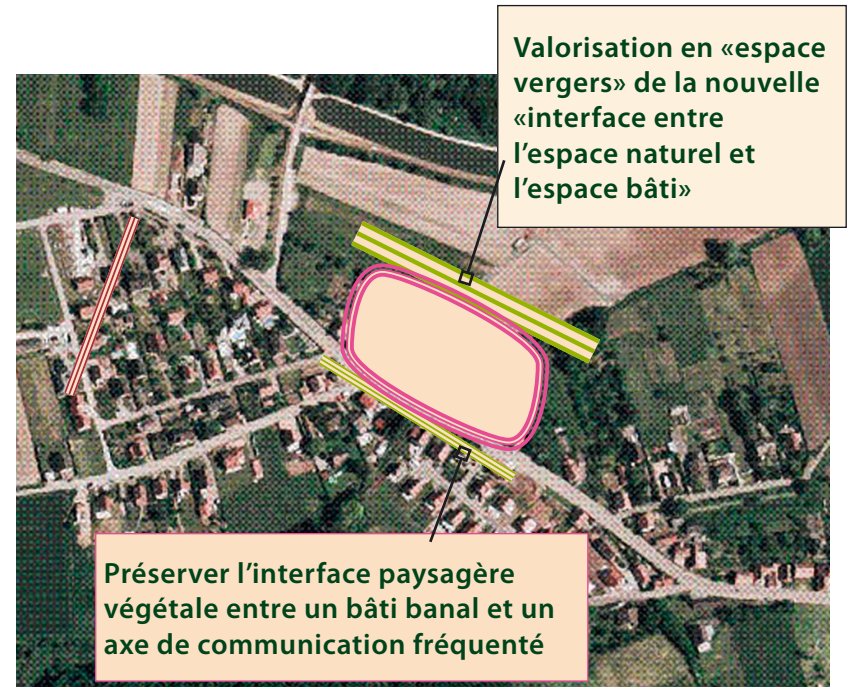 Valorisation en «espace
vergers» de la nouvelle
«interface entre
l’espace naturel et
l’espace bâti»
Préserver l’interface paysagère
végétale entre un bâti banal et un
axe de communication fréquenté